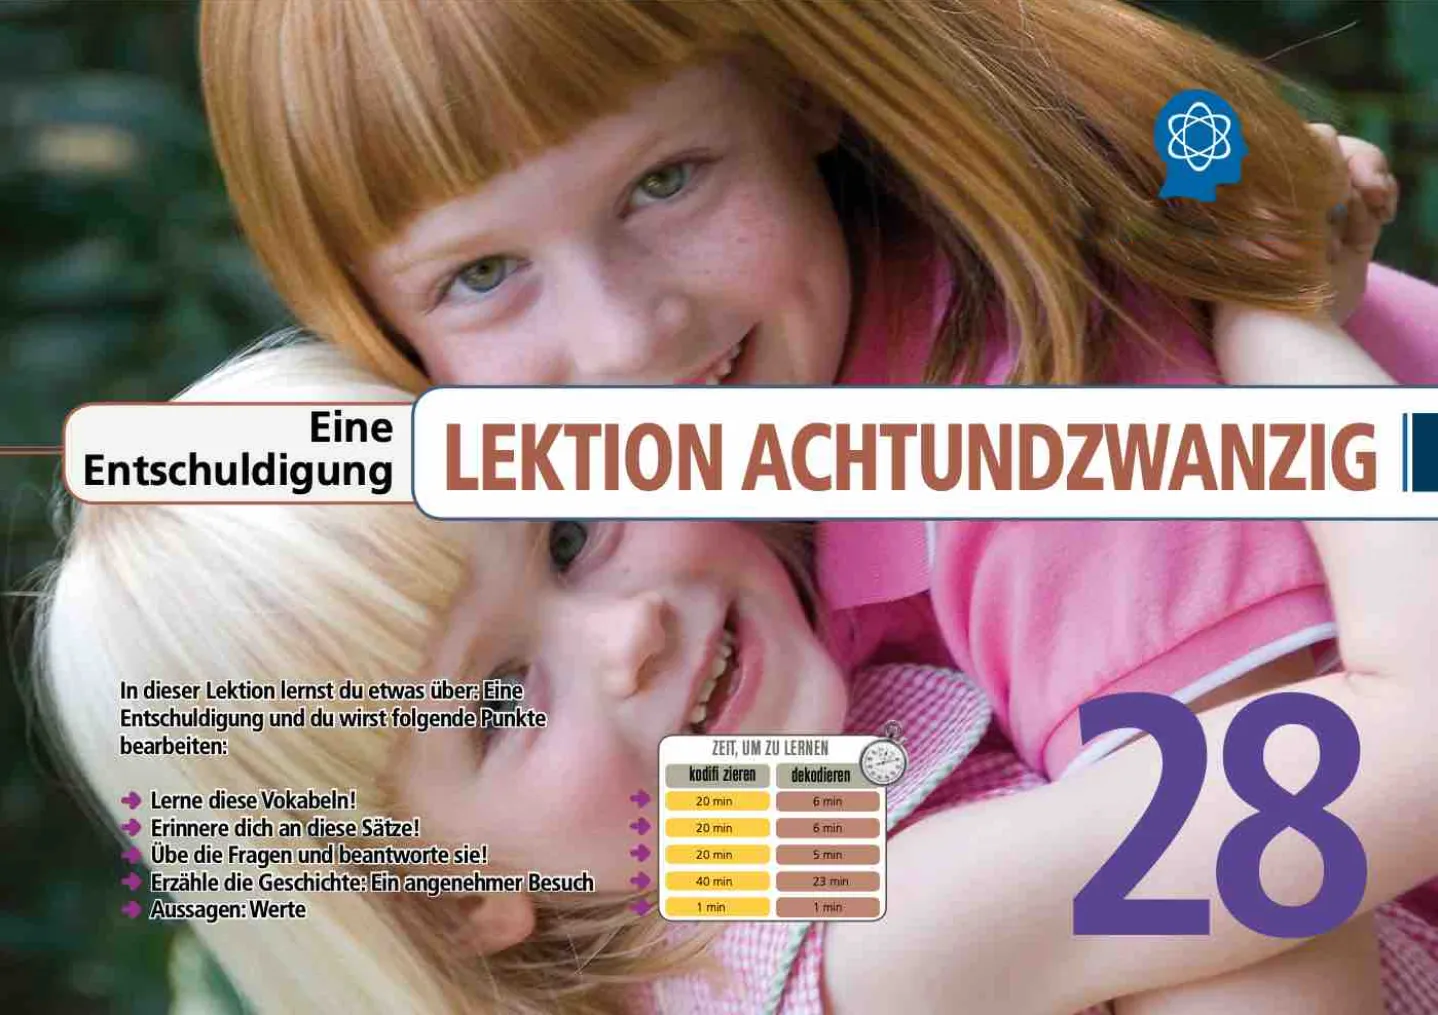 Eine
Entschuldigung
LEKTION ACHTUNDZWANZIG
In dieser Lektion lernst du etwas über: Eine
Entschuldigung und du wirst folgende Punkte
bearbeiten:
Lerne diese Vokabeln!
Erinnere dich an diese Sätze!
Übe die Fragen und beantworte sie!
Erzähle die Geschichte: Ein angenehmer Besuch
Aussagen: Werte
ZEIT, UM ZU LERNEN
kodifi zieren dekodieren
20 min 6 min
20 min 6 min
20 min 5 min
40 min 23 min
1 min 1 min
28